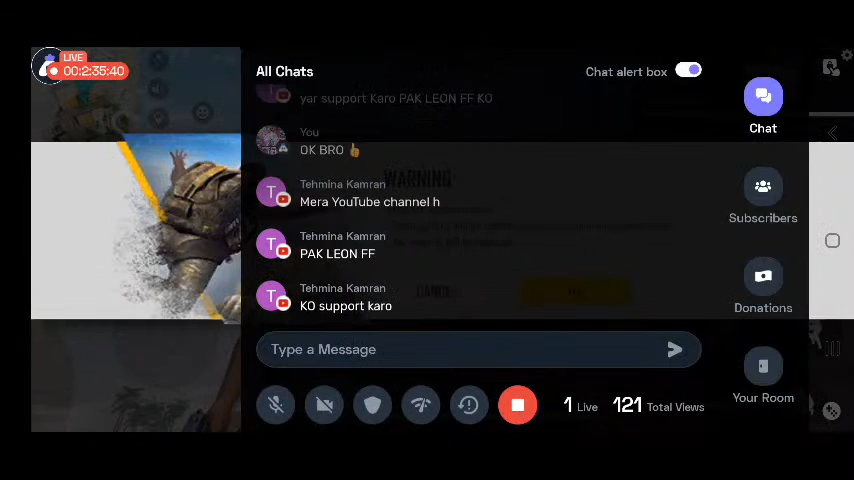 LIVE
00:2:35:40
All Chats
Chat alert box
yar support Karo PAK LEON FF KO
You
OK BRO 👍
Tehmina Kamran
Mera YouTube channel h
Tehmina Kamran
PAK LEON FF
Tehmina Kamran
KO support karo
WARNING
CANCEL
Type a Message
1 Live
121 Total Views
Chat
Subscribers
Donations
Your Room
T
T
T